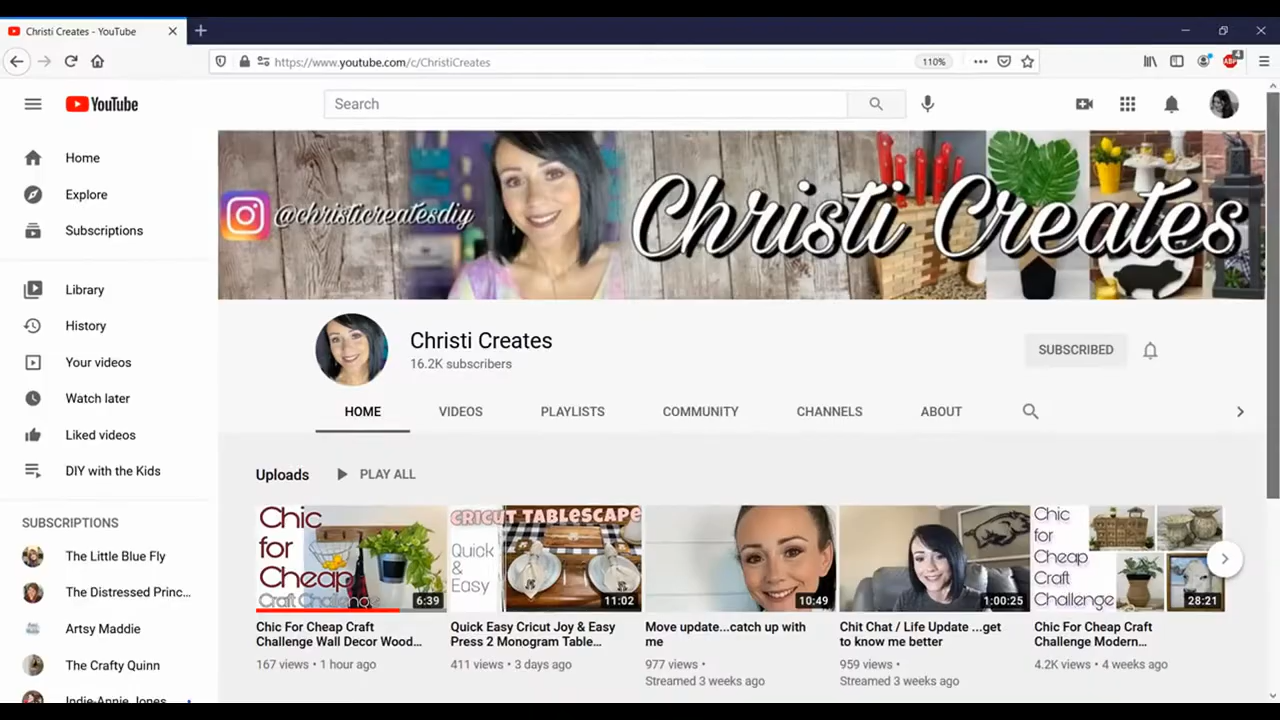 Christi Creates - YouTube
https://www.youtube.com/c/ChristiCreates
110%
ABP
4
YouTube
Search
Home
Explore
Subscriptions
Library
History
Your videos
Watch later
Liked videos
DIY with the Kids
SUBSCRIPTIONS
The Little Blue Fly
The Distressed Princ...
Artsy Maddie
The Crafty Quinn
Indie-Annie Jones
@christicreatesdiy
Christi Creates
Christi Creates
16.2K subscribers
SUBSCRIBED
HOME
VIDEOS
PLAYLISTS
COMMUNITY
CHANNELS
ABOUT
Uploads
PLAY ALL
Chic
for
Cheap
Craft Challenge
6:39
Chic For Cheap Craft
Challenge Wall Decor Wood...
167 views • 1 hour ago
CRICUT TABLESCAPE
Quick
&
Easy
11:02
Quick Easy Cricut Joy & Easy
Press 2 Monogram Table...
411 views • 3 days ago
10:49
Move update...catch up with
me
977 views •
Streamed 3 weeks ago
1:00:25
Chit Chat / Life Update ...get
to know me better
959 views •
Streamed 3 weeks ago
Chic
for
Cheap
Craft
Challenge
28:21
Chic For Cheap Craft
Challenge Modern...
4.2K views • 4 weeks ago